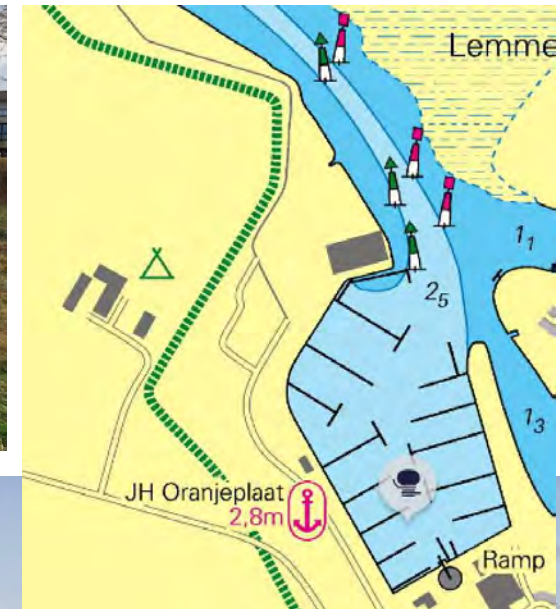 Lemme
1₁
2₅
1₃
JH Oranjeplaat
2,8m
Ramp